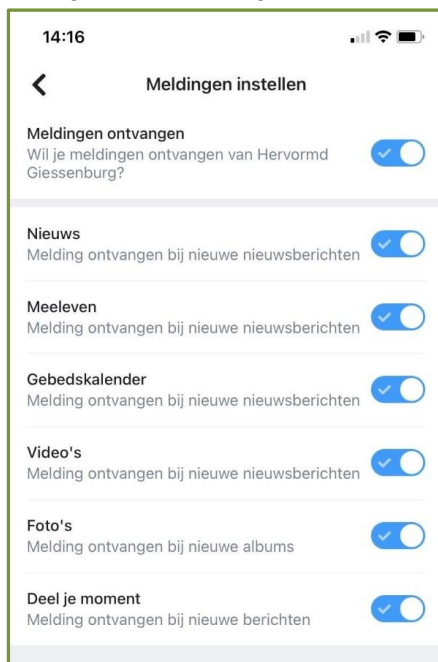 14:16
Meldingen instellen
Meldingen ontvangen
Wil je meldingen ontvangen van Hervormd
Giessenburg?
Nieuws
Melding ontvangen bij nieuwe nieuwsberichten
Meeleven
Melding ontvangen bij nieuwe nieuwsberichten
Gebedskalender
Melding ontvangen bij nieuwe nieuwsberichten
Video's
Melding ontvangen bij nieuwe nieuwsberichten
Foto's
Melding ontvangen bij nieuwe albums
Deel je moment
Melding ontvangen bij nieuwe berichten